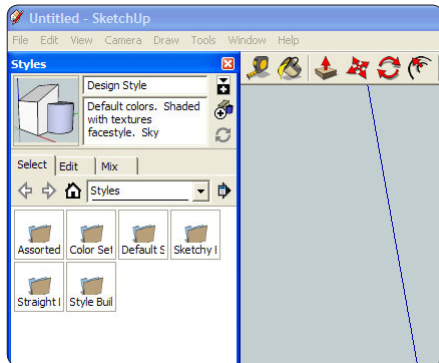 Untitled - SketchUp
File Edit View Camera Draw Tools Window Help
Styles
Design Style
Default colors. Shaded
with textures
facestyle. Sky
Select Edit Mix
Styles
Assorted Color Set Default S Sketchy
Straight Style Buil